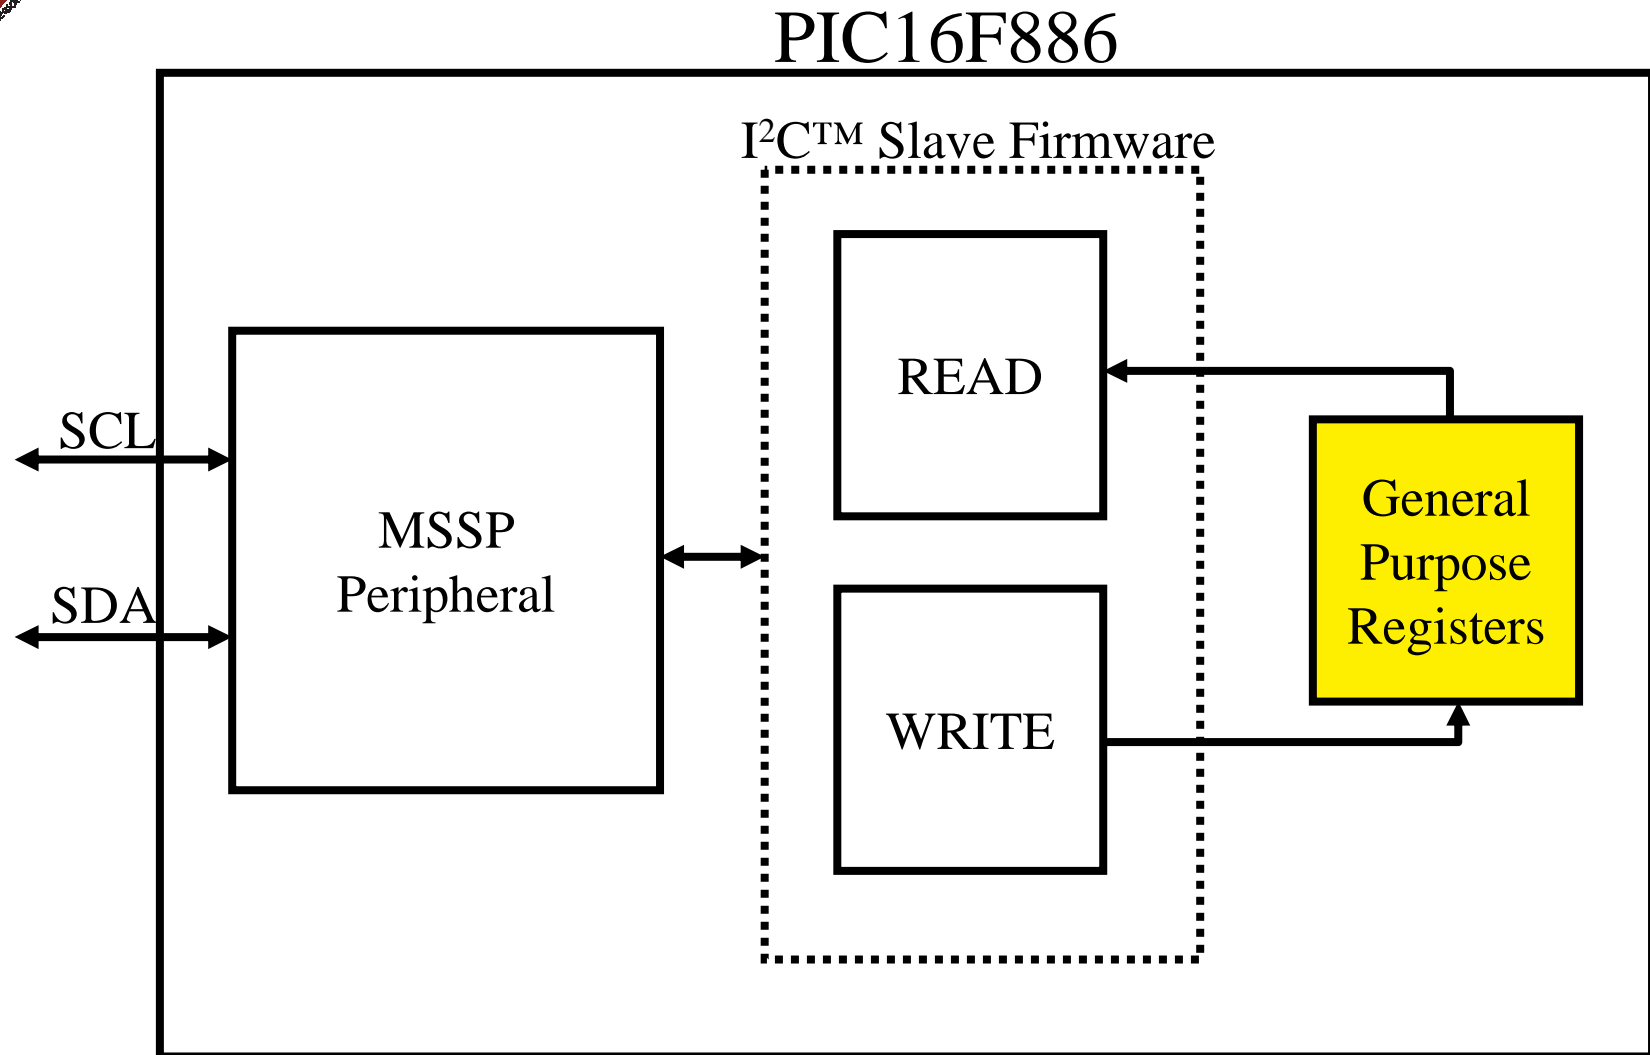 PIC16F886
I²C™ Slave Firmware
READ
SCL
MSSP
Peripheral
General
Purpose
Registers
SDA
WRITE